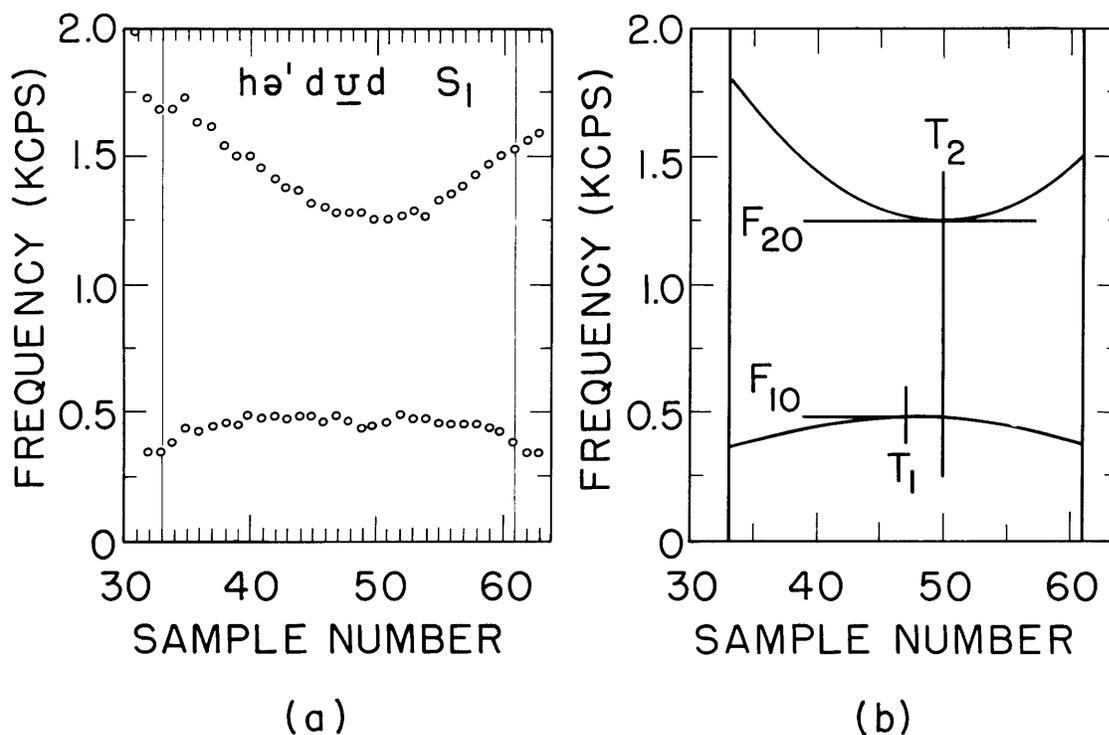 FREQUENCY (KCPS)
2.0
1.5
1.0
0.5
0
həˈdʊd S₁
30 40 50 60
SAMPLE NUMBER
(a)
FREQUENCY (KCPS)
2.0
1.5
1.0
0.5
0
T₂
F₂₀
F₁₀
T₁
30 40 50 60
SAMPLE NUMBER
(b)